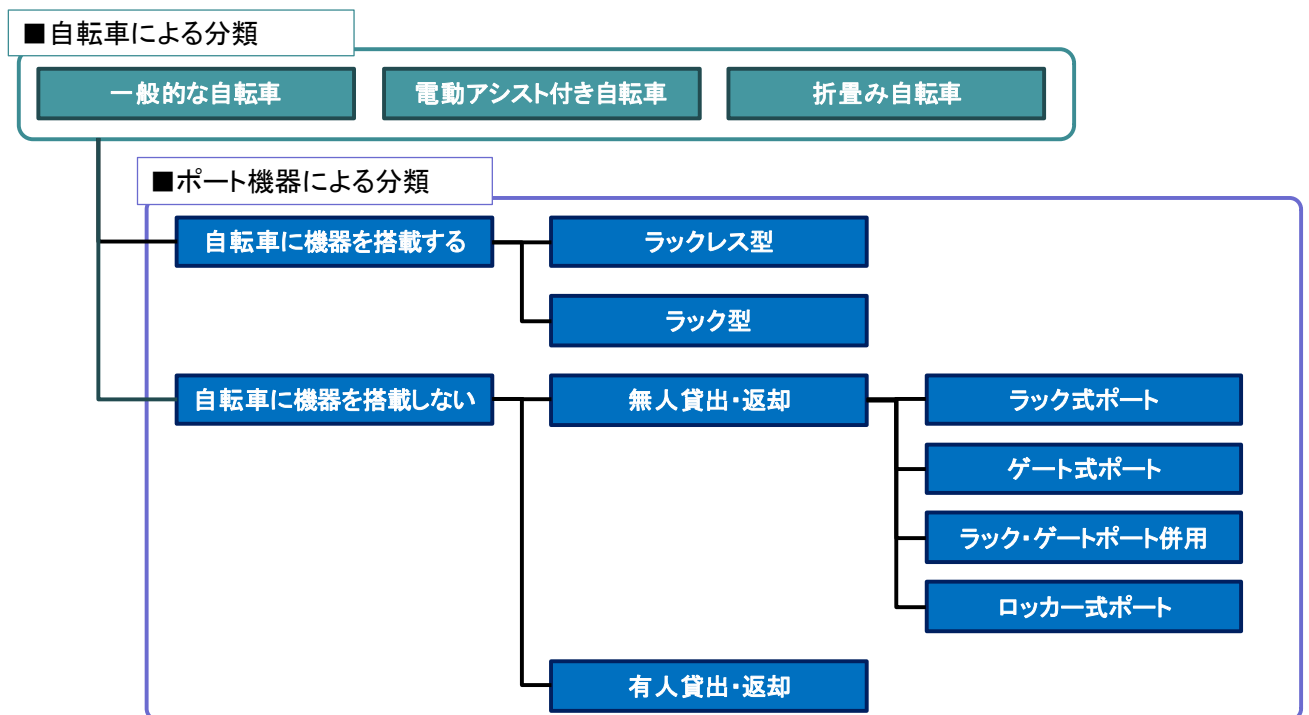 ■自転車による分類
一般的な自転車
電動アシスト付き自転車
折畳み自転車
■ポート機器による分類
自転車に機器を搭載する
ラックレス型
ラック型
自転車に機器を搭載しない
無人貸出・返却
ラック式ポート
ゲート式ポート
ラック・ゲートポート併用
ロッカー式ポート
有人貸出・返却